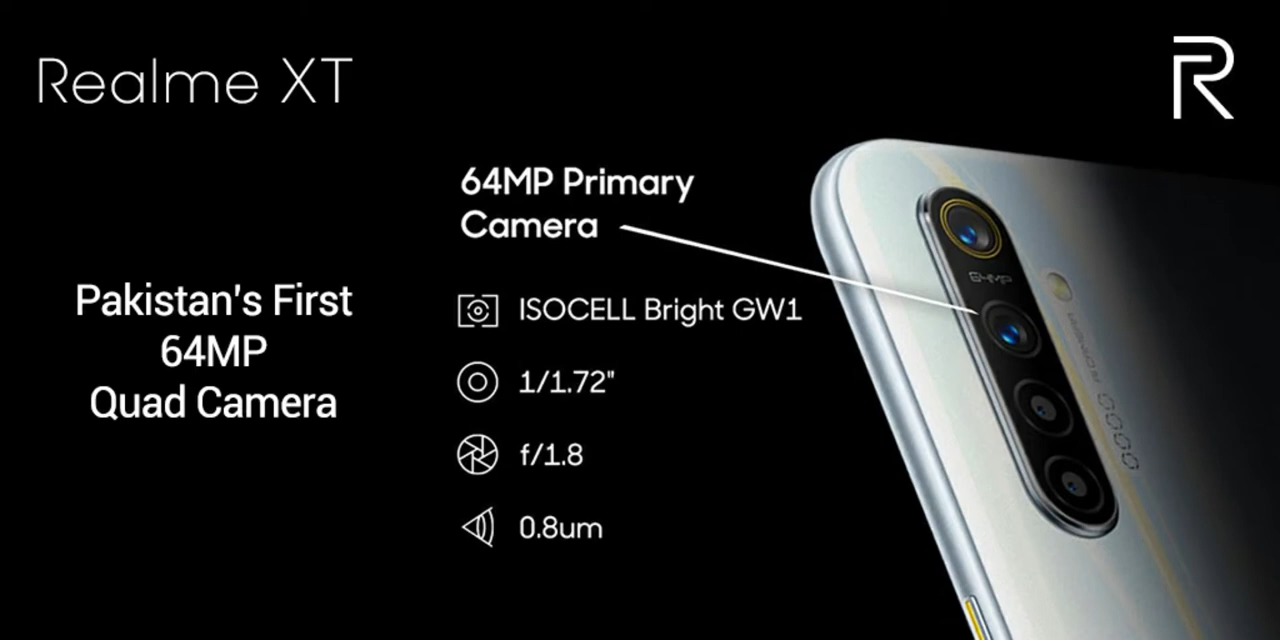 Realme XT
R
64MP Primary
Camera
Pakistan's First
64MP
Quad Camera
ISOCELL Bright GW1
1/1.72"
f/1.8
0.8um
64MP